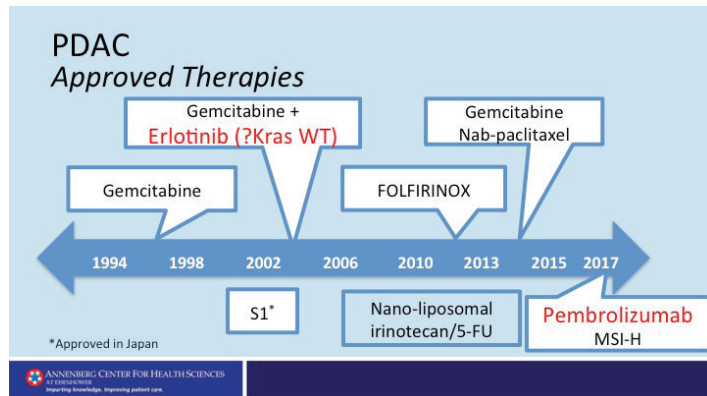 PDAC
Approved Therapies
Gemcitabine +
Erlotinib (?Kras WT)
Gemcitabine
Nab-paclitaxel
Gemcitabine
FOLFIRINOX
1994 1998 2002 2006 2010 2013 2015 2017
S1*
Nano-liposomal
irinotecan/5-FU
Pembrolizumab
MSI-H
*Approved in Japan
ANNENBERG CENTER FOR HEALTH SCIENCES
AT EISENHOWER
Imparting knowledge. Improving patient care.